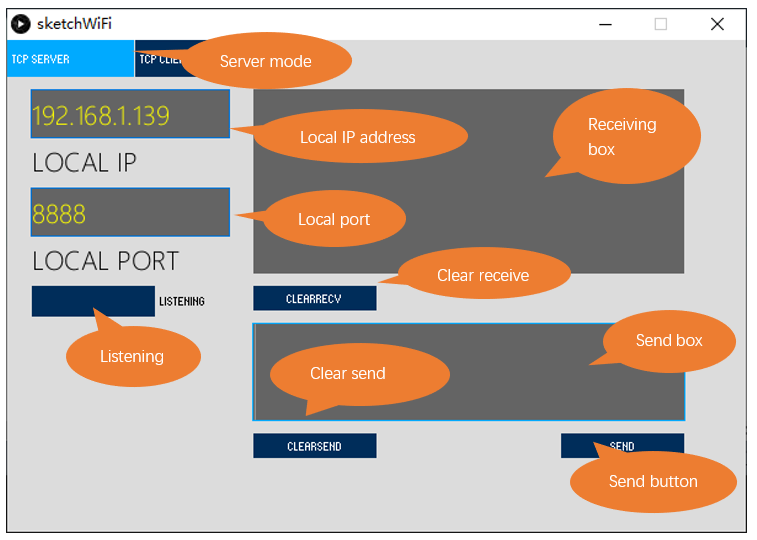 sketchWiFi
TCP SERVER
TCP CLIE
Server mode
192.168.1.139
Local IP address
Receiving
box
LOCAL IP
8888
Local port
LOCAL PORT
Clear receive
LISTENING
CLEARRECV
Listening
Send box
Clear send
CLEARSEND
SEND
Send button